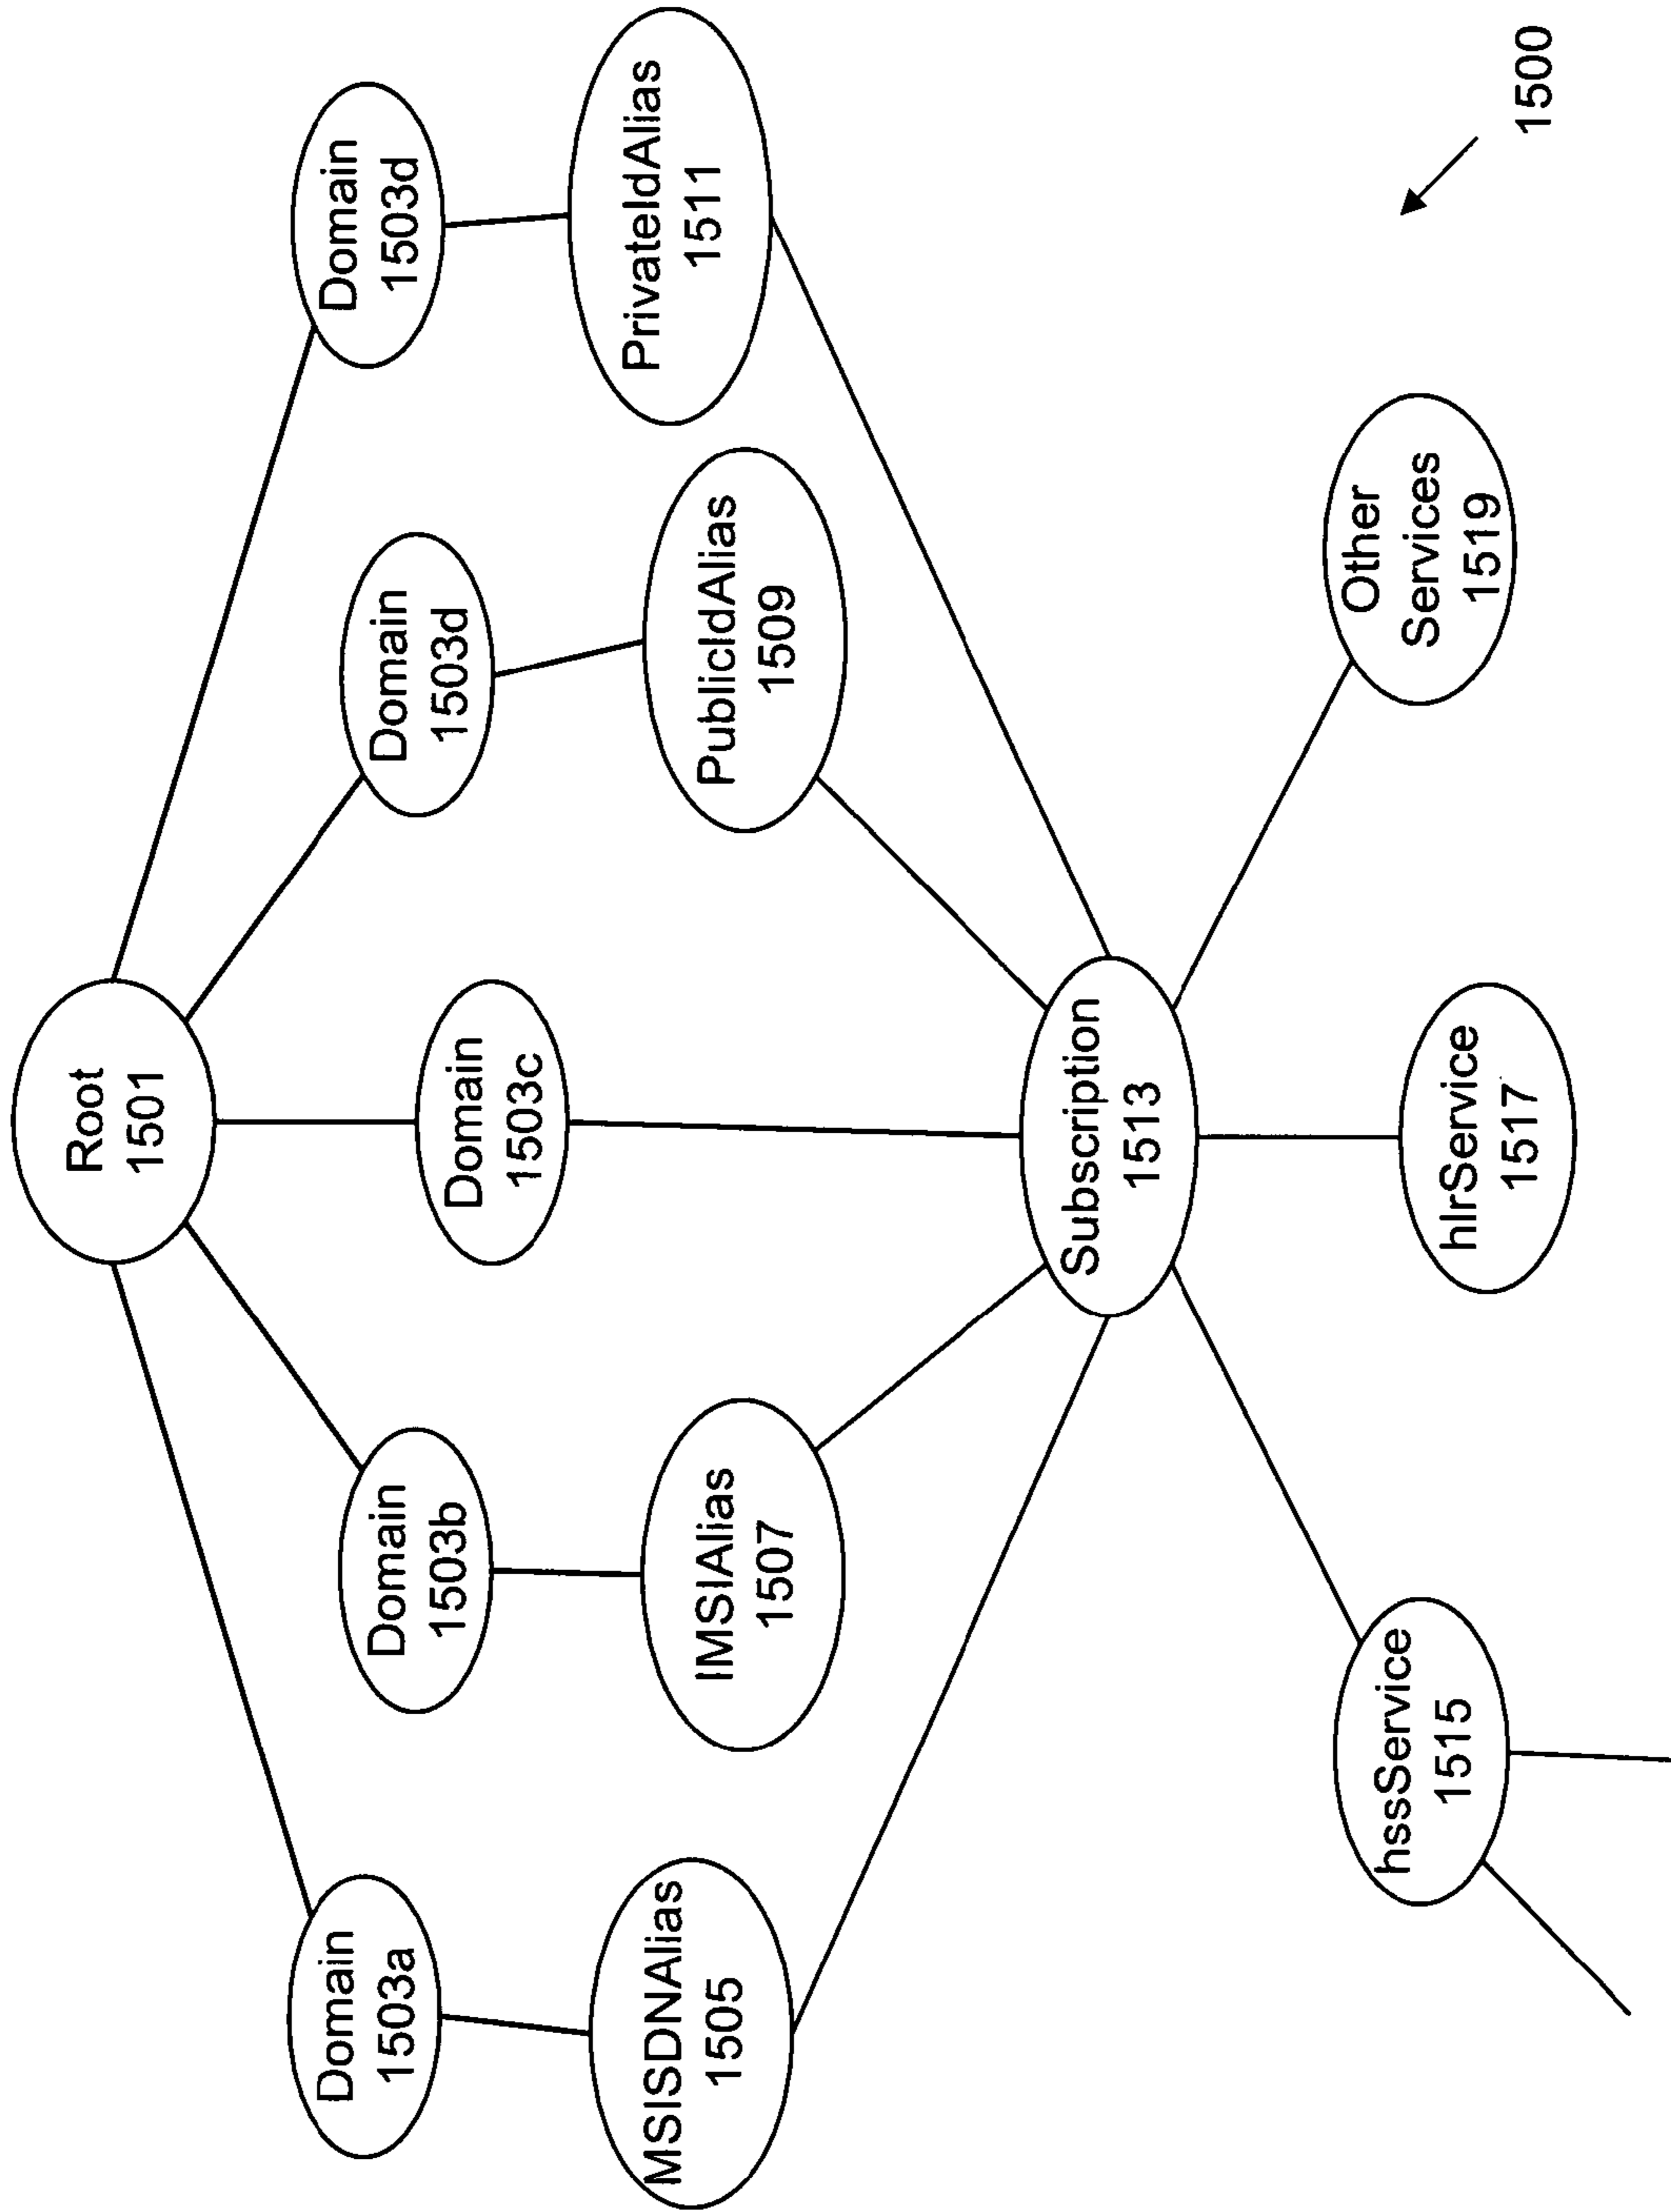 Root
1501
Domain
1503a
Domain
1503b
Domain
1503c
Domain
1503d
Domain
1503d
MSISDNAlias
1505
IMSIAlias
1507
PublicIdAlias
1509
PrivateIdAlias
1511
Subscription
1513
hssService
1515
hlrService
1517
Other
Services
1519
1500